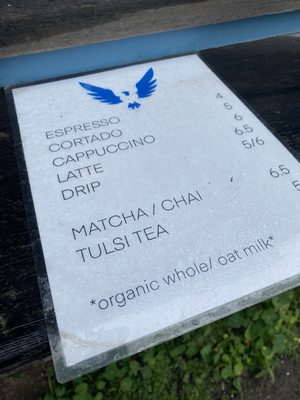 ESPRESSO 4
CORTADO 5
CAPPUCCINO 6
LATTE 6.5
DRIP 5/6
MATCHA / CHAI 6.5
TULSI TEA 5
*organic whole/ oat milk*